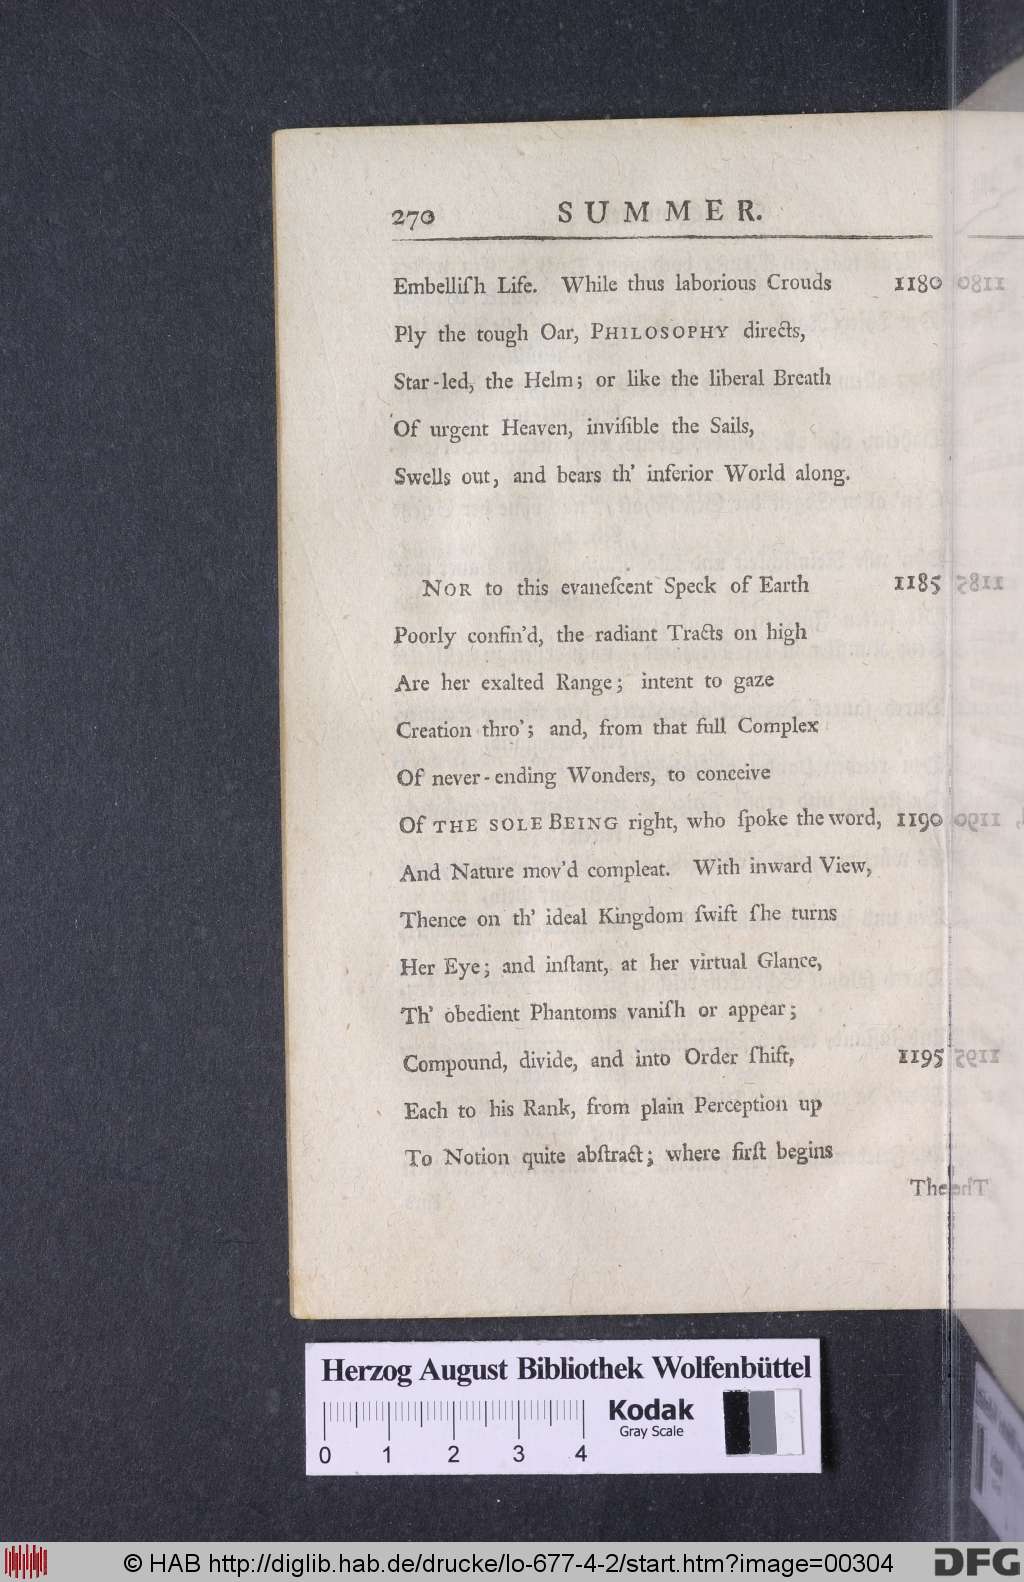 270 SUMMER.
Embelliſh Life. While thus laborious Crouds 1180
Ply the tough Oar, PHILOSOPHY directs,
Star-led, the Helm; or like the liberal Breath
Of urgent Heaven, inviſible the Sails,
Swells out, and bears th' inferior World along.
NOR to this evaneſcent Speck of Earth 1185
Poorly confin'd, the radiant Tracts on high
Are her exalted Range; intent to gaze
Creation thro'; and, from that full Complex
Of never-ending Wonders, to conceive
Of THE SOLE BEING right, who ſpoke the word, 1190
And Nature mov'd compleat. With inward View,
Thence on th' ideal Kingdom ſwift ſhe turns
Her Eye; and inſtant, at her virtual Glance,
Th' obedient Phantoms vaniſh or appear;
Compound, divide, and into Order ſhift, 1195
Each to his Rank, from plain Perception up
To Notion quite abſtract; where firſt begins
The
Herzog August Bibliothek Wolfenbüttel
Kodak
Gray Scale
0 1 2 3 4
© HAB http://diglib.hab.de/drucke/lo-677-4-2/start.htm?image=00304
DFG